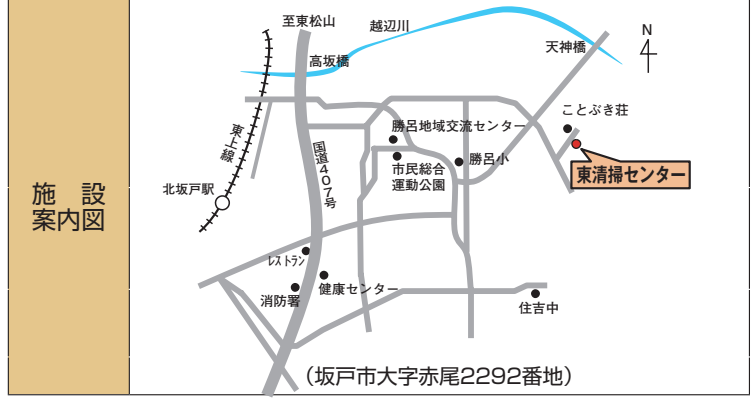 施設
案内図
至東松山
越辺川
N
天神橋
高坂橋
ことぶき荘
勝呂地域交流センター
東上線
国道407号
勝呂小
市民総合
運動公園
東清掃センター
北坂戸駅
レストラン
健康センター
消防署
住吉中
（坂戸市大字赤尾2292番地）